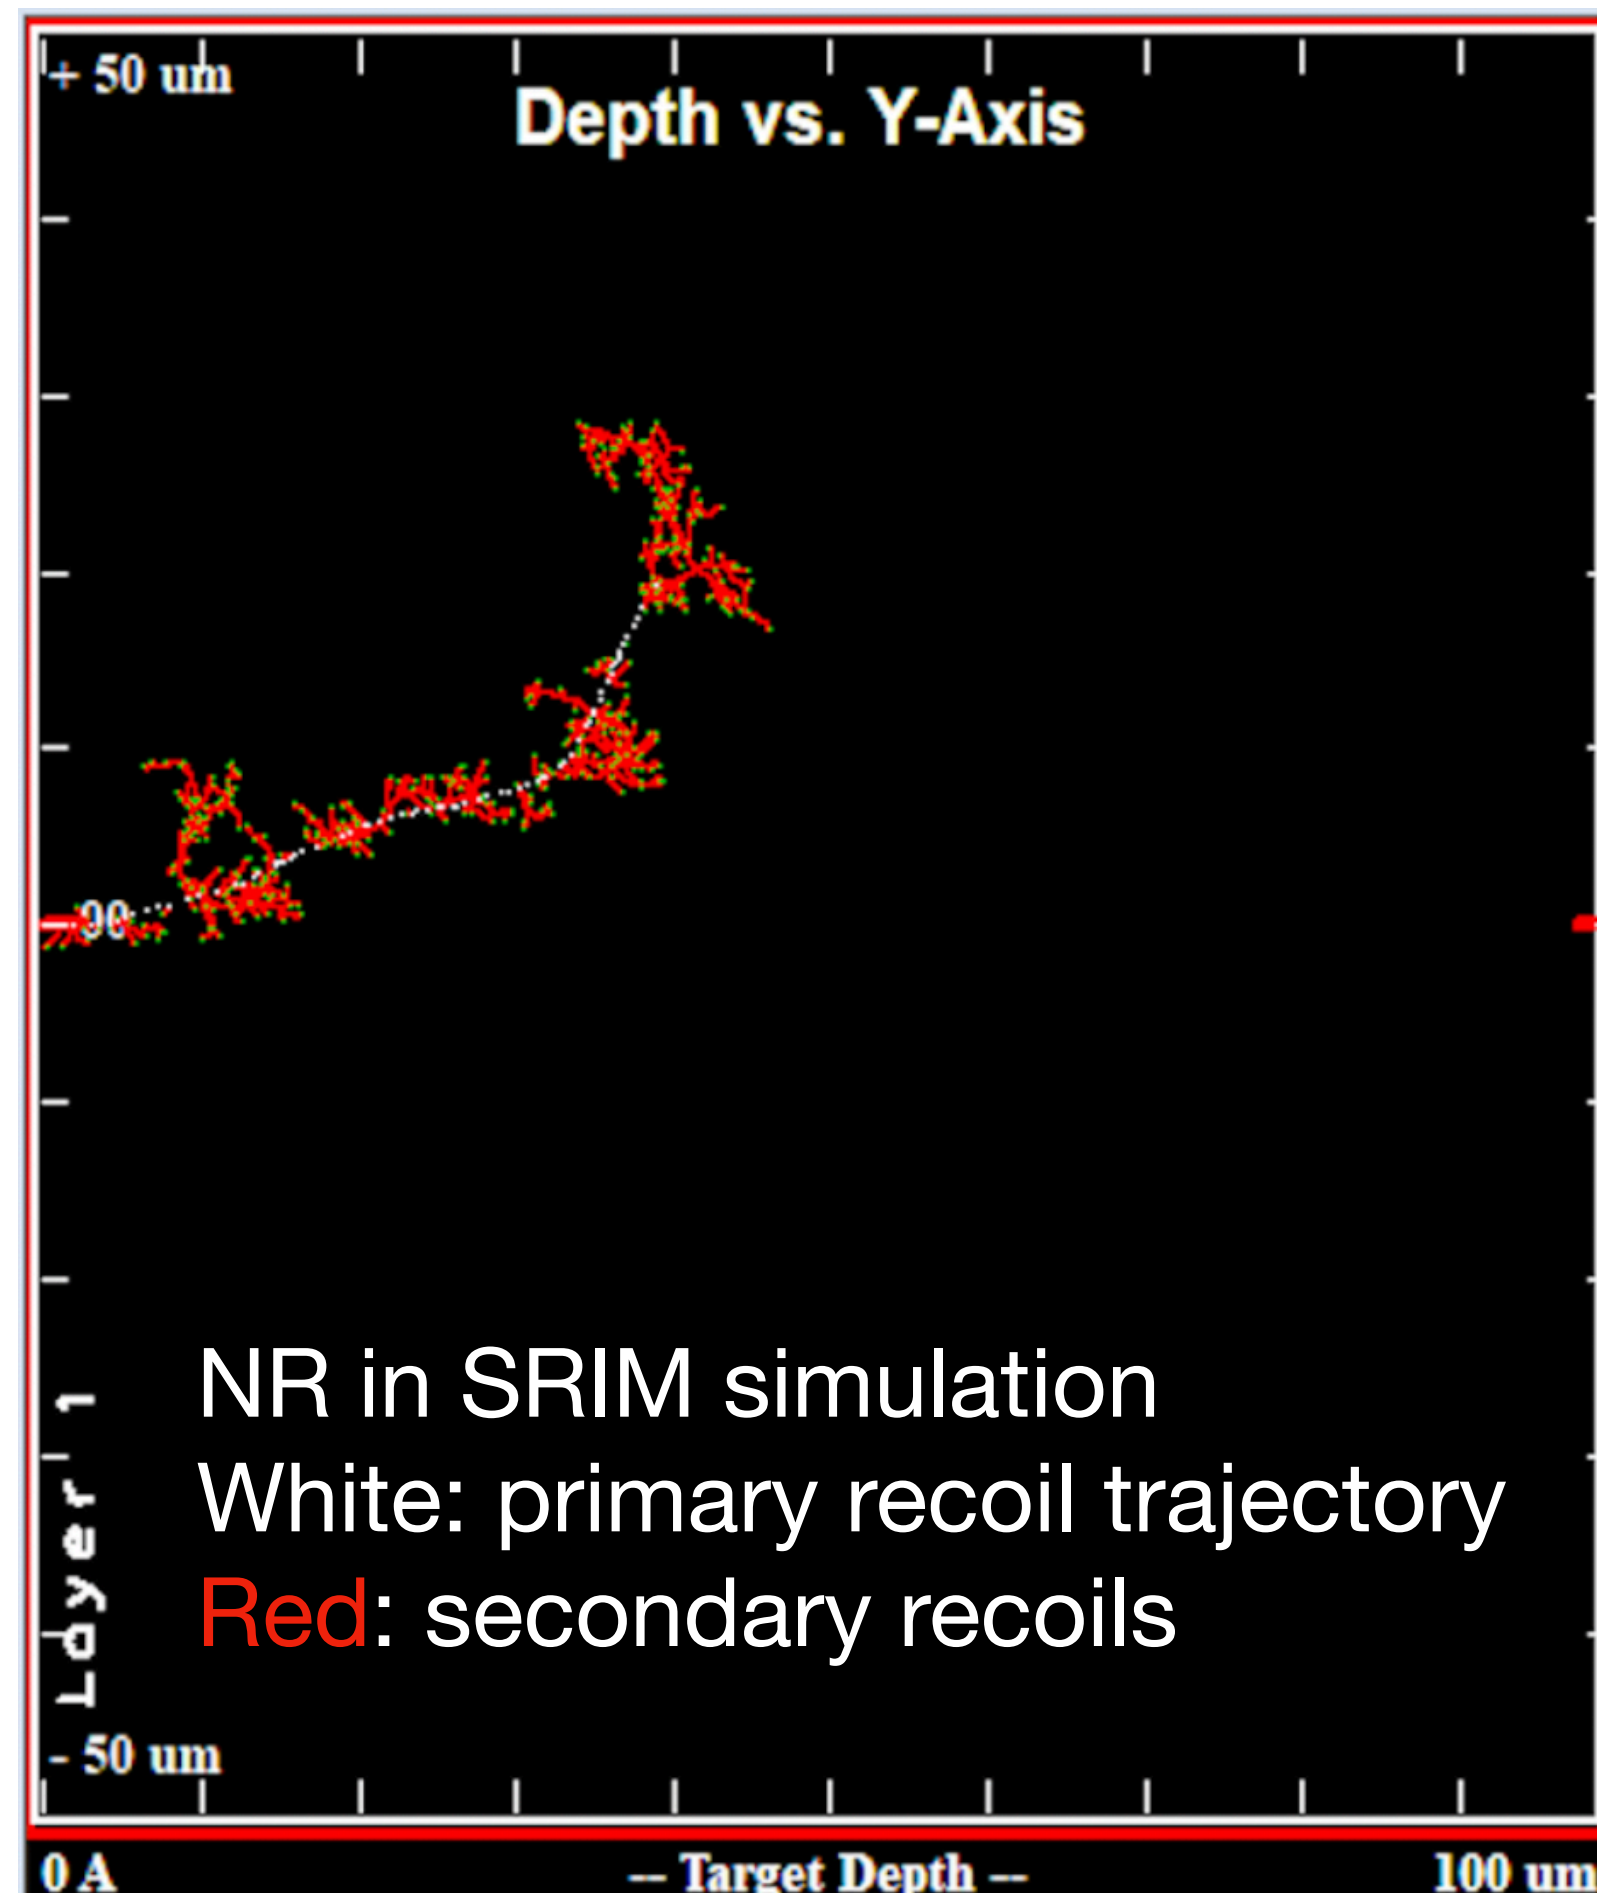 + 50 um
Depth vs. Y-Axis
00
NR in SRIM simulation
White: primary recoil trajectory
Red: secondary recoils
Layer 1
- 50 um
0 A
-- Target Depth --
100 um